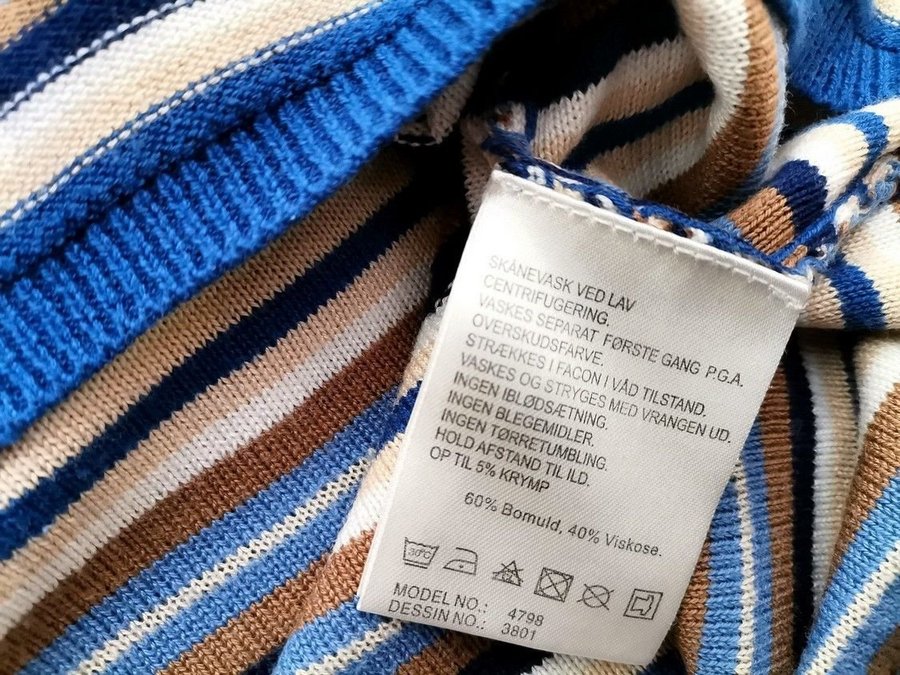 SKÅNEVASK VED LAV
CENTRIFUGERING.
VASKES SEPARAT FØRSTE GANG P.G.A.
OVERSKUDSFARVE.
STRÆKKES I FACON I VÅD TILSTAND.
VASKES OG STRYGES MED VRANGEN UD.
INGEN IBLØDSÆTNING.
INGEN BLEGEMIDLER.
INGEN TØRRETUMBLING.
HOLD AFSTAND TIL ILD.
OP TIL 5% KRYMP
60% Bomuld, 40% Viskose.
30°C
MODEL NO.: 4798
DESSIN NO.: 3801